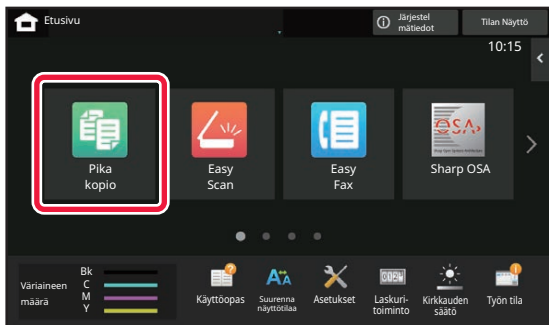 Etusivu
Järjestel
mätiedot
Tilan Näyttö
10:15
Pika
kopio
Easy
Scan
Easy
Fax
Sharp OSA
Väriaineen
määrä
Bk
C
M
Y
Käyttöopas
Suurenna
näyttötilaa
Asetukset
Laskuri-
toiminto
Kirkkauden
säätö
Työn tila